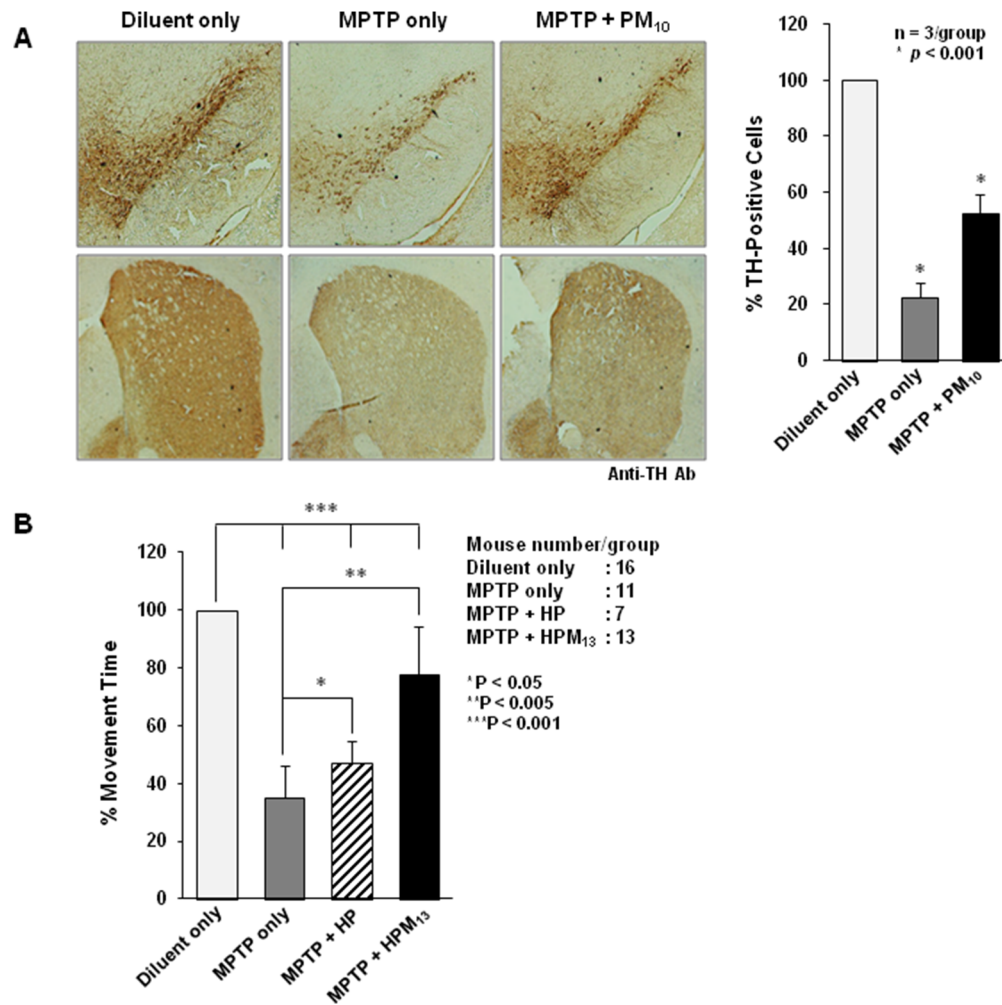 A
Diluent only
MPTP only
MPTP + PM₁₀
Anti-TH Ab
% TH-Positive Cells
120
100
80
60
40
20
0
n = 3/group
* p < 0.001
*
*
Diluent only
MPTP only
MPTP + PM₁₀
B
% Movement Time
120
100
80
60
40
20
0
***
**
*
Diluent only
MPTP only
MPTP + HP
MPTP + HPM₁₃
Mouse number/group
Diluent only : 16
MPTP only : 11
MPTP + HP : 7
MPTP + HPM₁₃ : 13
*P < 0.05
**P < 0.005
***P < 0.001